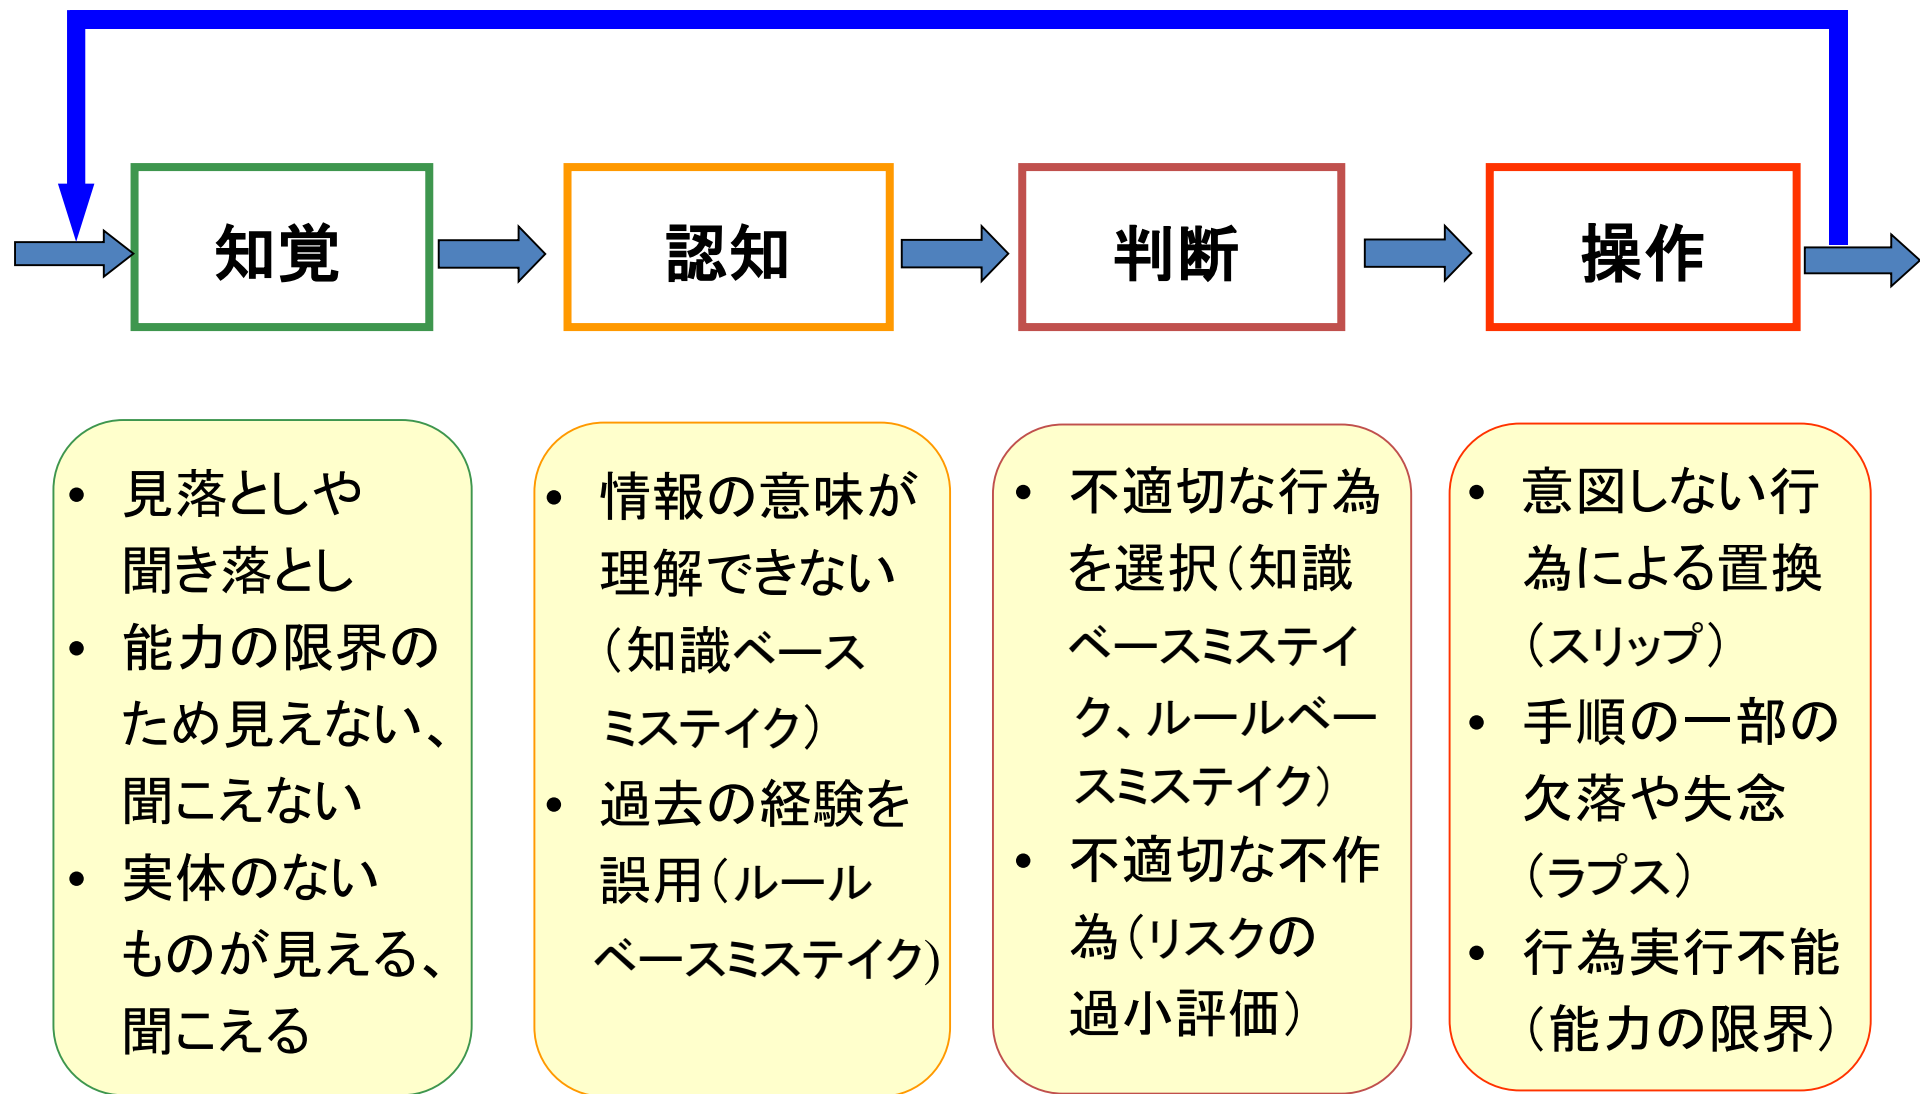 知覚
認知
判断
操作
• 見落としや
聞き落とし
• 能力の限界の
ため見えない、
聞こえない
• 実体のない
ものが見える、
聞こえる
• 情報の意味が
理解できない
（知識ベース
ミステイク）
• 過去の経験を
誤用（ルール
ベースミステイク)
• 不適切な行為
を選択（知識
ベースミステイ
ク、ルールベー
スミステイク）
• 不適切な不作
為（リスクの
過小評価）
• 意図しない行
為による置換
（スリップ）
• 手順の一部の
欠落や失念
（ラプス）
• 行為実行不能
（能力の限界）